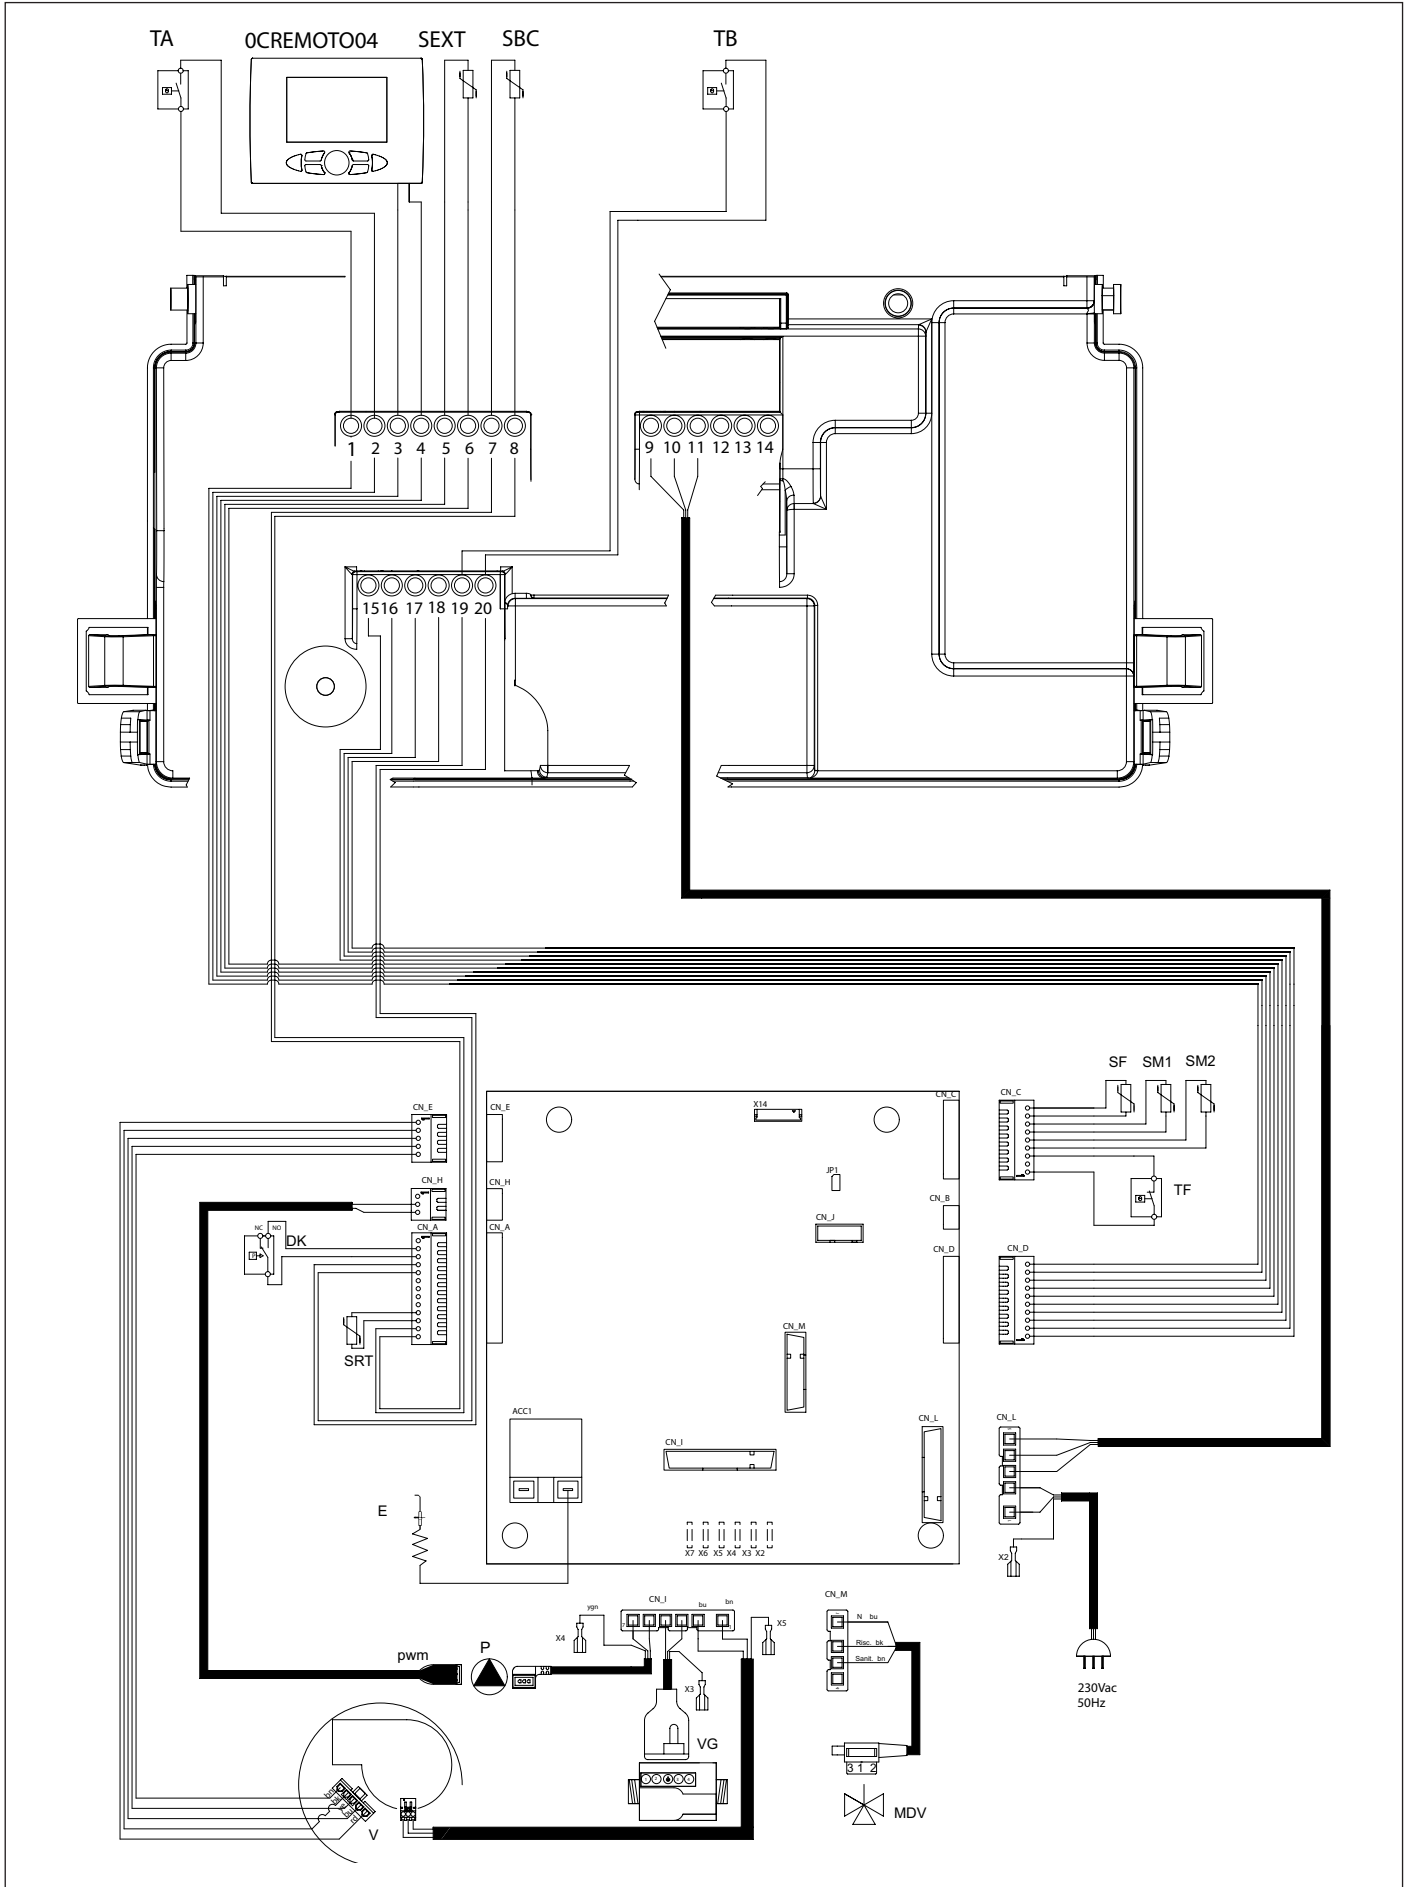 TA
0CREMOTO04
SEXT
SBC
TB
1 2 3 4 5 6 7 8
9 10 11 12 13 14
15 16 17 18 19 20
SF SM1 SM2
CN_E
CN_E
X14
CN_C
CN_C
CN_H
CN_H
JP1
CN_B
TF
CN_A
CN_A
CN_J
CN_D
CN_D
NC NO
DK
P
SRT
CN_M
ACC1
CN_I
CN_L
CN_L
E
X7 X6 X5 X4 X3 X2
X2
CN_I
ygn
bu
bn
X4
X5
CN_M
N bu
Risc. bk
Sanit. bn
pwm
P
X3
230Vac
50Hz
VG
3 1 2
MDV
V